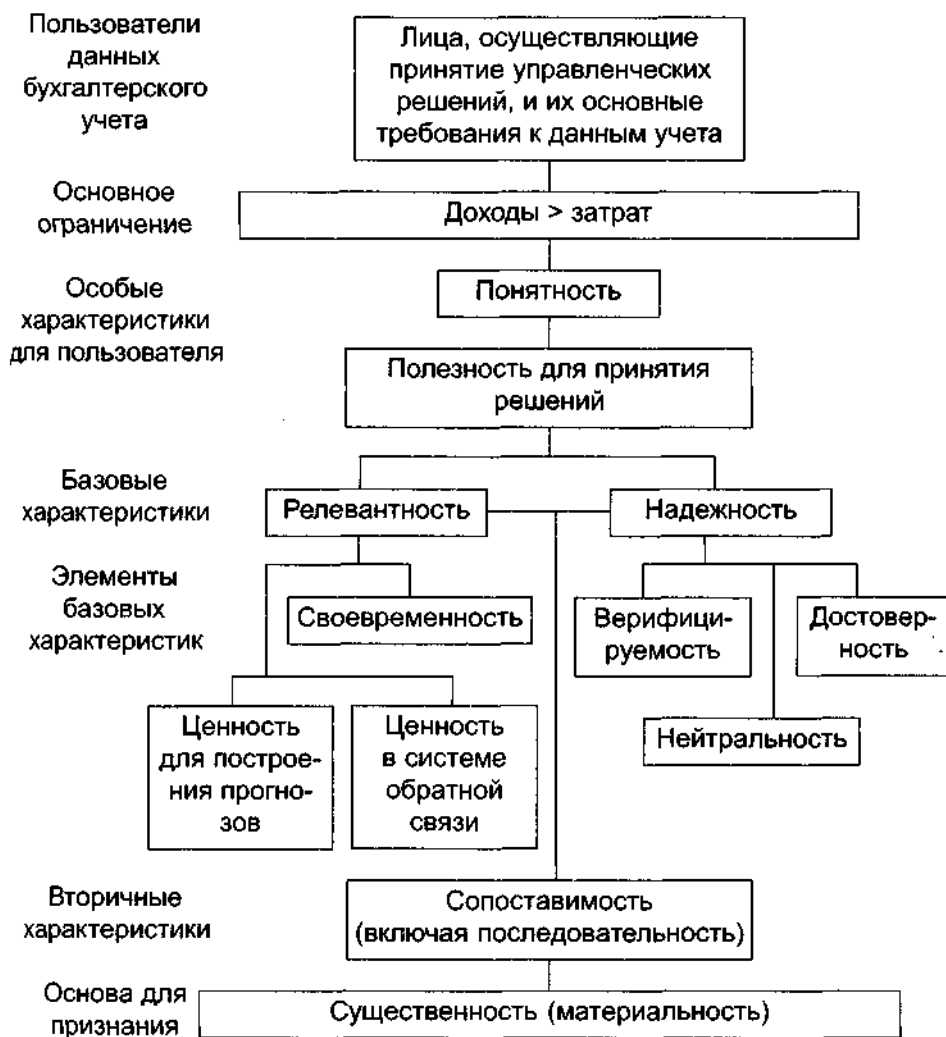 Пользователи
данных
бухгалтерского
учета
Лица, осуществляющие
принятие управленческих
решений, и их основные
требования к данным учета
Основное
ограничение
Доходы > затрат
Особые
характеристики
для пользователя
Понятность
Полезность для принятия
решений
Базовые
характеристики
Релевантность
Надежность
Элементы
базовых
характеристик
Своевременность
Верифици-
руемость
Достовер-
ность
Ценность
для построе-
ния прогно-
зов
Ценность
в системе
обратной
связи
Нейтральность
Вторичные
характеристики
Сопоставимость
(включая последовательность)
Основа для
признания
Существенность (материальность)